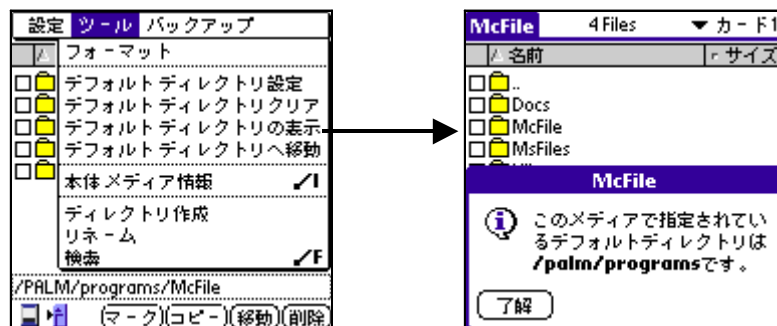 設定 ツール バックアップ
フォーマット
デフォルトディレクトリ設定
デフォルトディレクトリクリア
デフォルトディレクトリの表示
デフォルトディレクトリへ移動
本体メディア情報 /I
ディレクトリ作成
リネーム
検索 /F
/PALM/programs/McFile
マーク コピー 移動 削除
McFile 4 Files ▼ カード1
名前 サイズ
..
Docs
McFile
MsFiles
McFile
このメディアで指定されてい
るデフォルトディレクトリは
/palm/programsです。
了解